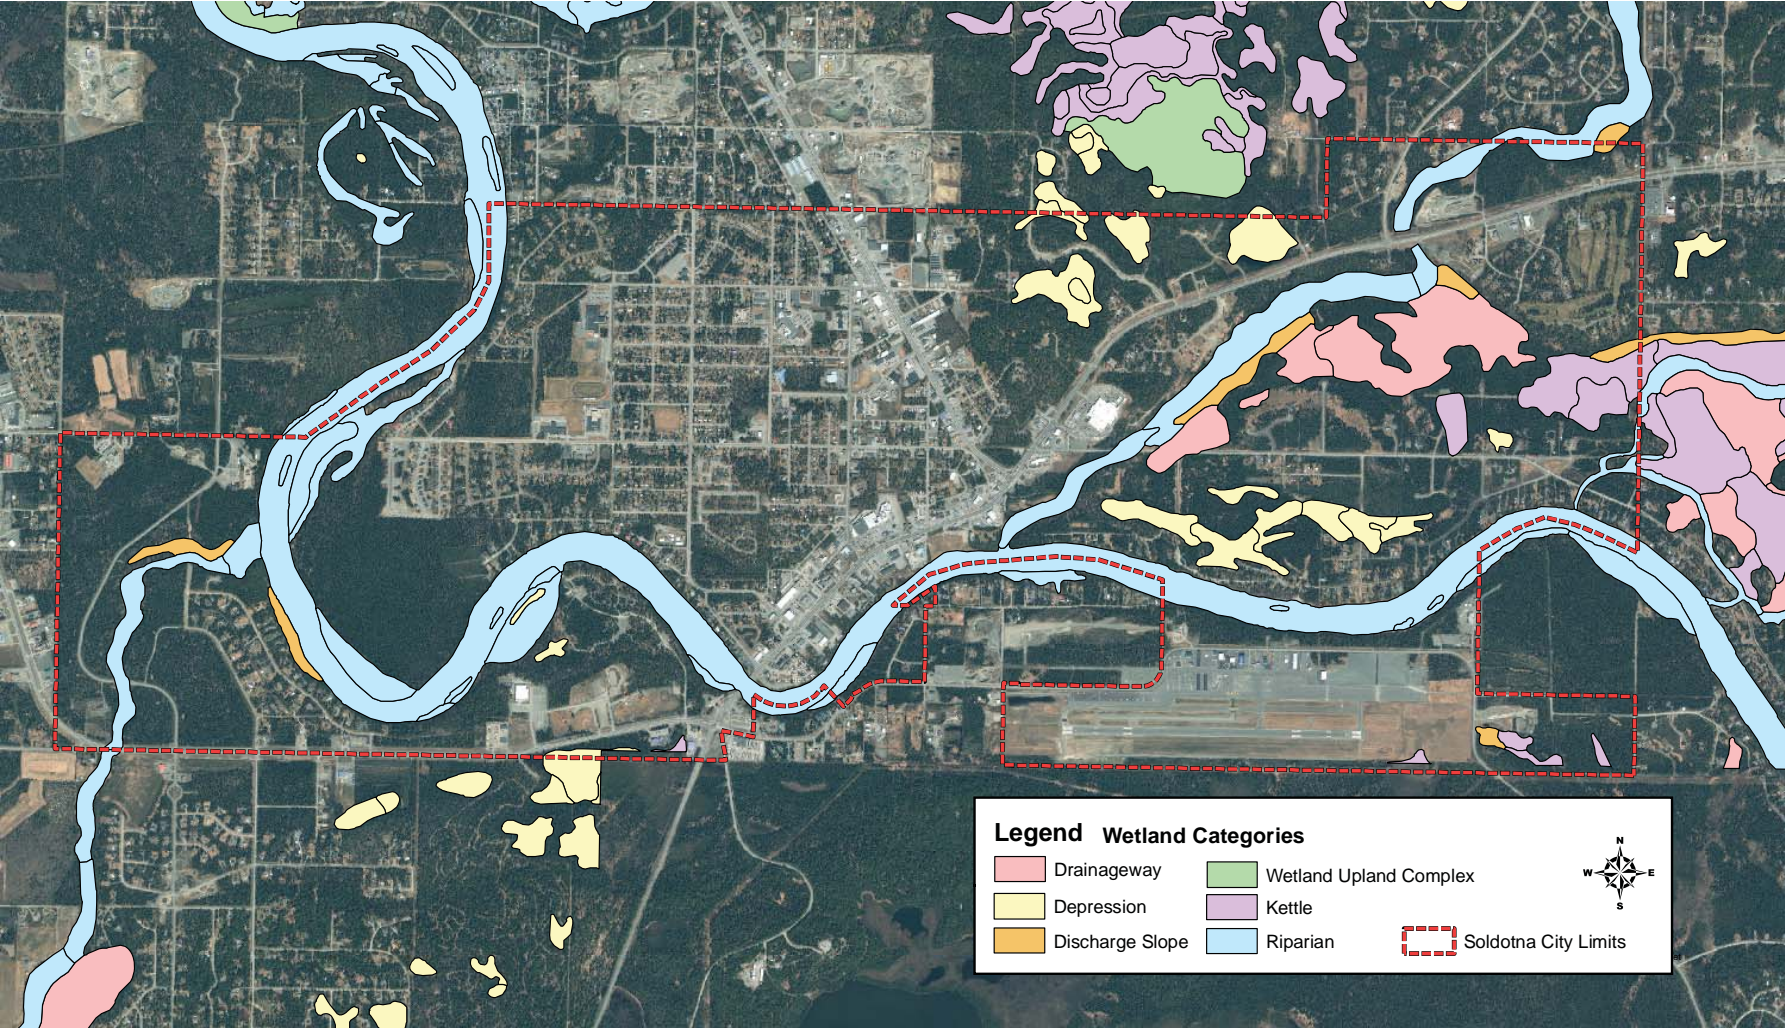 Legend Wetland Categories
Drainageway
Depression
Discharge Slope
Wetland Upland Complex
Kettle
Riparian
Soldotna City Limits
N
W E
S